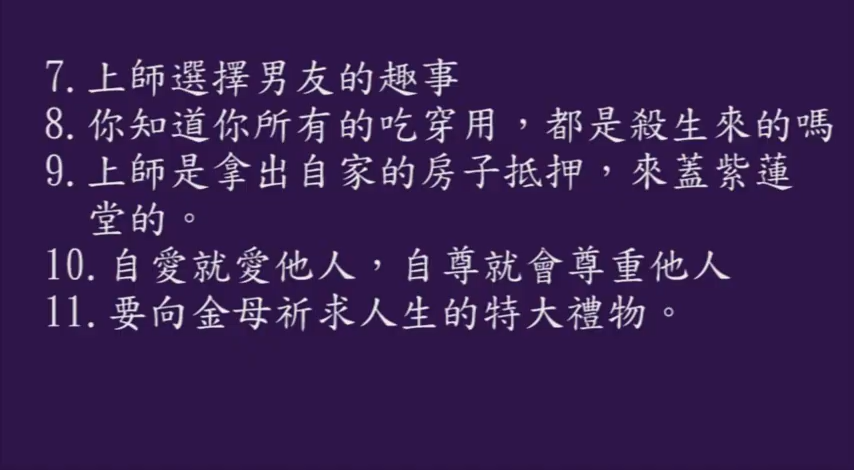 7.上師選擇男友的趣事
8.你知道你所有的吃穿用，都是殺生來的嗎
9.上師是拿出自家的房子抵押，來蓋紫蓮
堂的。
10.自愛就愛他人，自尊就會尊重他人
11.要向金母祈求人生的特大禮物。